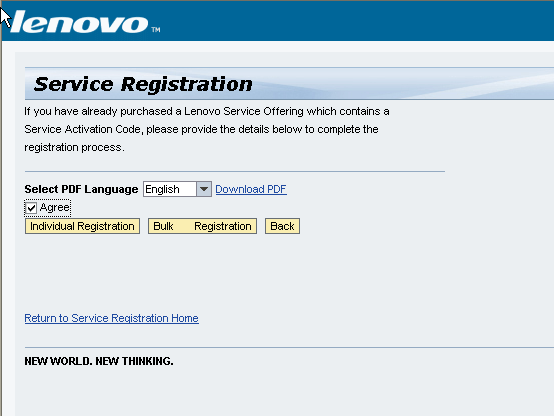 lenovo TM
Service Registration
If you have already purchased a Lenovo Service Offering which contains a
Service Activation Code, please provide the details below to complete the
registration process.
Select PDF Language English Download PDF
Agree
Individual Registration Bulk Registration Back
Return to Service Registration Home
NEW WORLD. NEW THINKING.